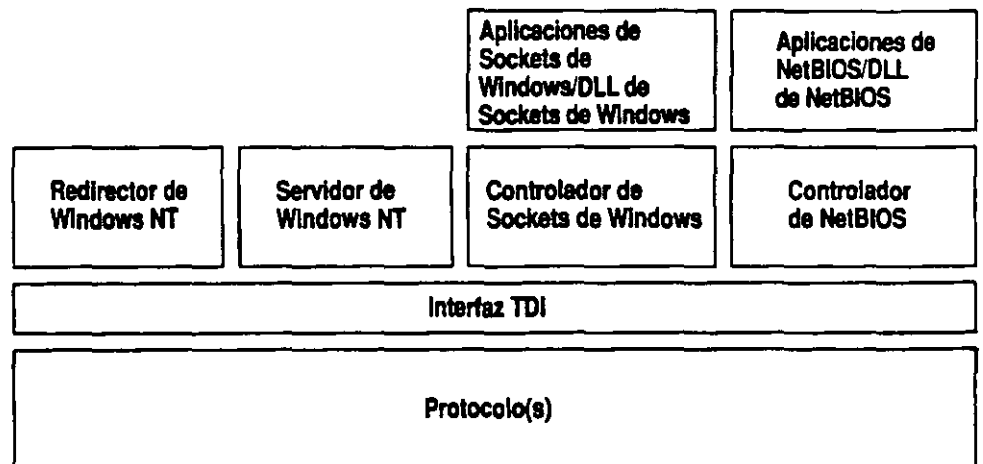 Aplicaciones de
Sockets de
Windows/DLL de
Sockets de Windows
Aplicaciones de
NetBIOS/DLL
de NetBIOS
Redirector de
Windows NT
Servidor de
Windows NT
Controlador de
Sockets de Windows
Controlador
de NetBIOS
Interfaz TDI
Protocolo(s)